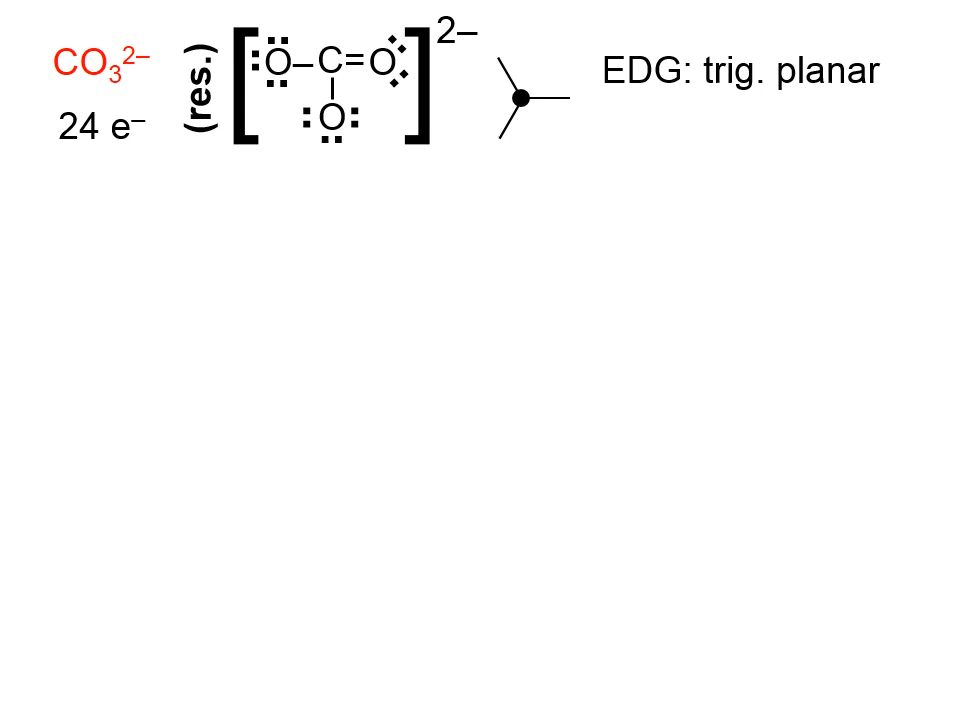 CO₃²⁻
24 e⁻
(res.)
[:O–C=O]²⁻
O
EDG: trig. planar